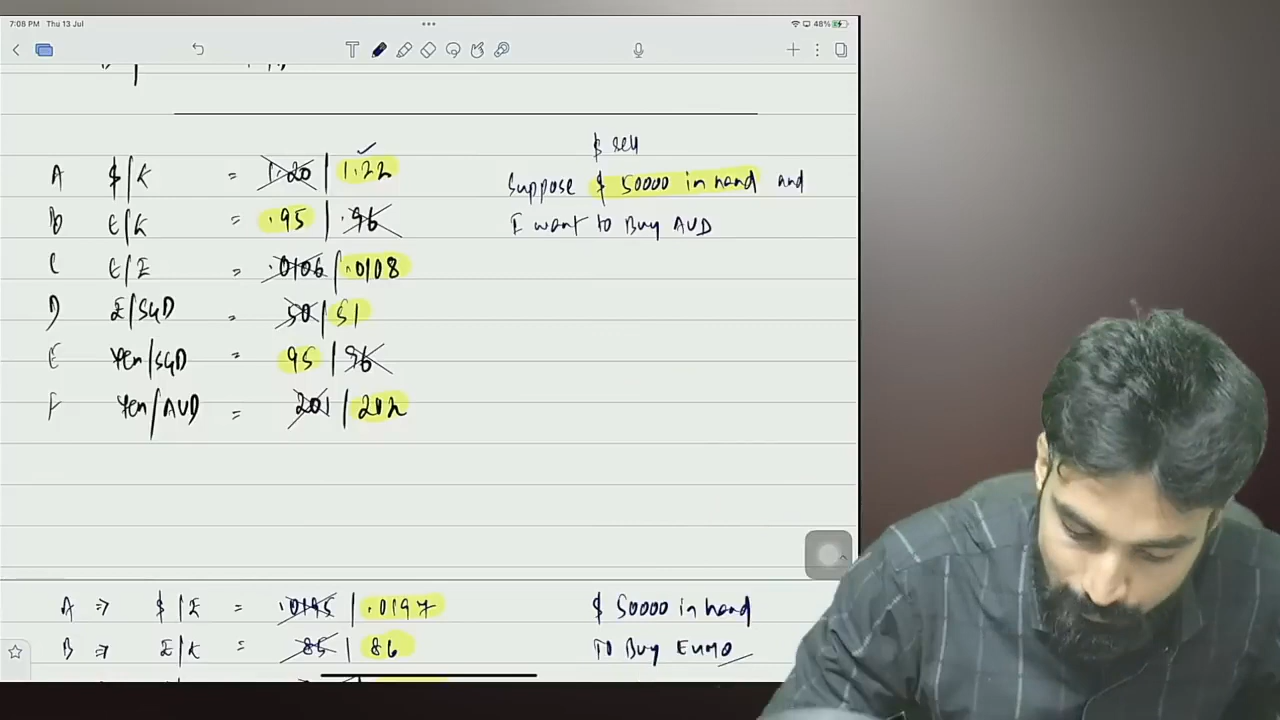 7:08 PM Thu 13 Jul
48%
$ sell
A $/K = 1.20 | 1.22
Suppose $ 50000 in hand and
B €/K = .95 | .96
I want to Buy AUD
C €/£ = .0106 | .0108
D £/SGD = 50 | 51
E Yen/SGD = 95 | 96
F Yen/AUD = 201 | 202
A ⇒ $/£ = .0195 | .0197
$ 50000 in hand
B ⇒ £/K = 85 | 86
To Buy EURO